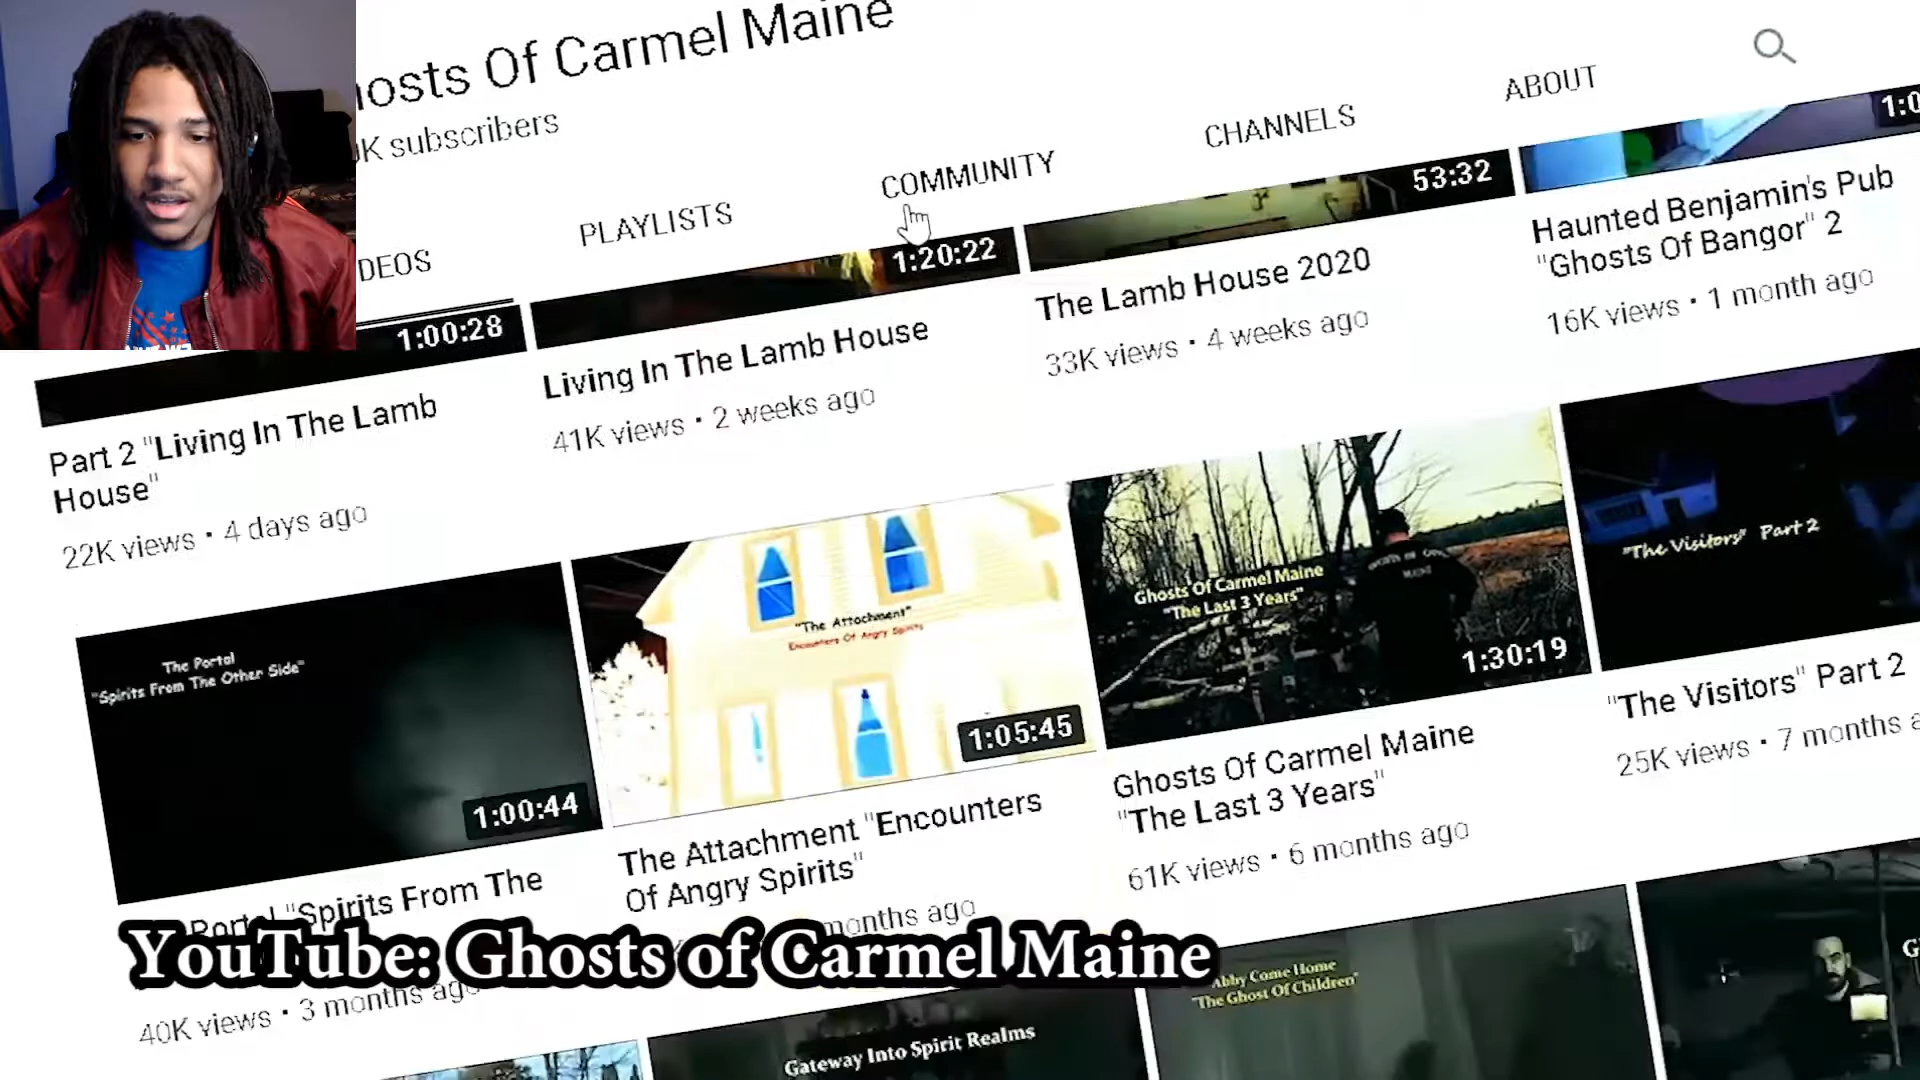 osts Of Carmel Maine
K subscribers
DEOS
PLAYLISTS
COMMUNITY
CHANNELS
ABOUT
1:00:28
1:20:22
53:32
1:0
Part 2 "Living In The Lamb
House"
22K views • 4 days ago
Living In The Lamb House
41K views • 2 weeks ago
The Lamb House 2020
33K views • 4 weeks ago
Haunted Benjamin's Pub
"Ghosts Of Bangor" 2
16K views • 1 month ago
The Portal
"Spirits From The Other Side"
1:00:44
"The Attachment"
Encounters Of Angry Spirits
1:05:45
Ghosts Of Carmel Maine
"The Last 3 Years"
MAINE
1:30:19
"The Visitors" Part 2
Portal "Spirits From The
40K views • 3 months ago
The Attachment "Encounters
Of Angry Spirits"
months ago
Ghosts Of Carmel Maine
"The Last 3 Years"
61K views • 6 months ago
"The Visitors" Part 2
25K views • 7 months a
YouTube: Ghosts of Carmel Maine
Gateway Into Spirit Realms
Abby Come Home
"The Ghost Of Children"
G